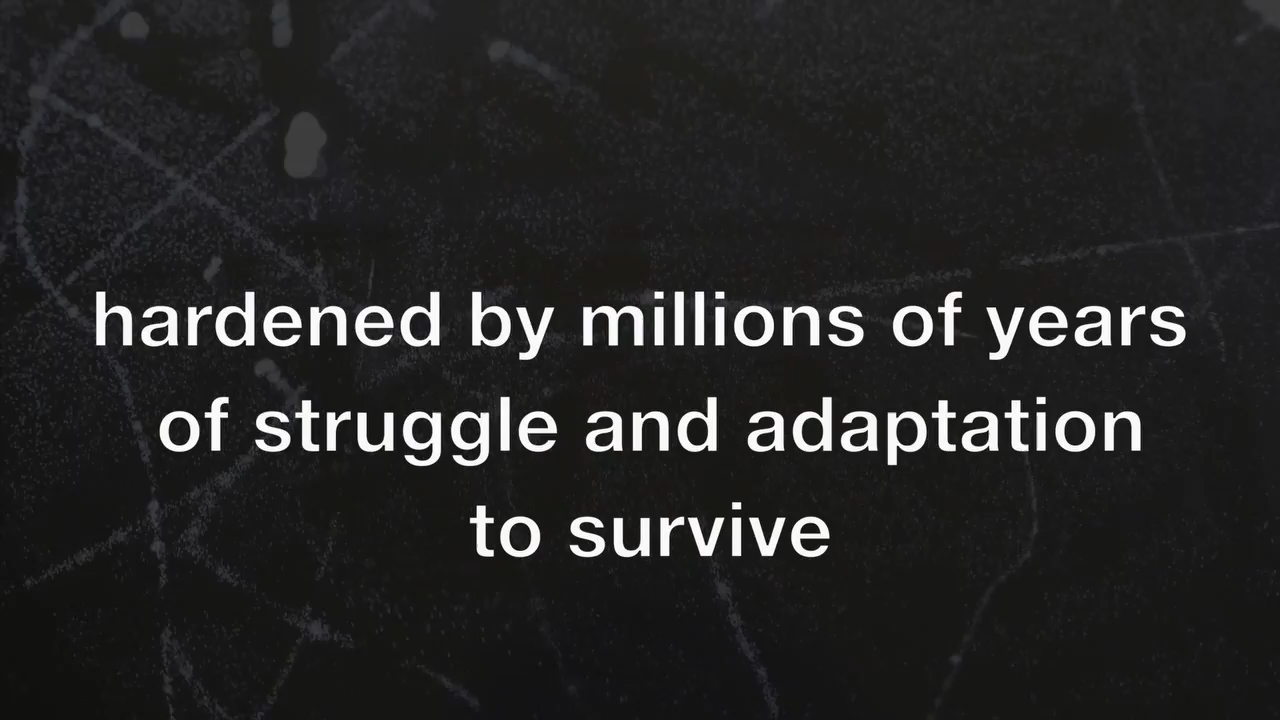 hardened by millions of years
of struggle and adaptation
to survive